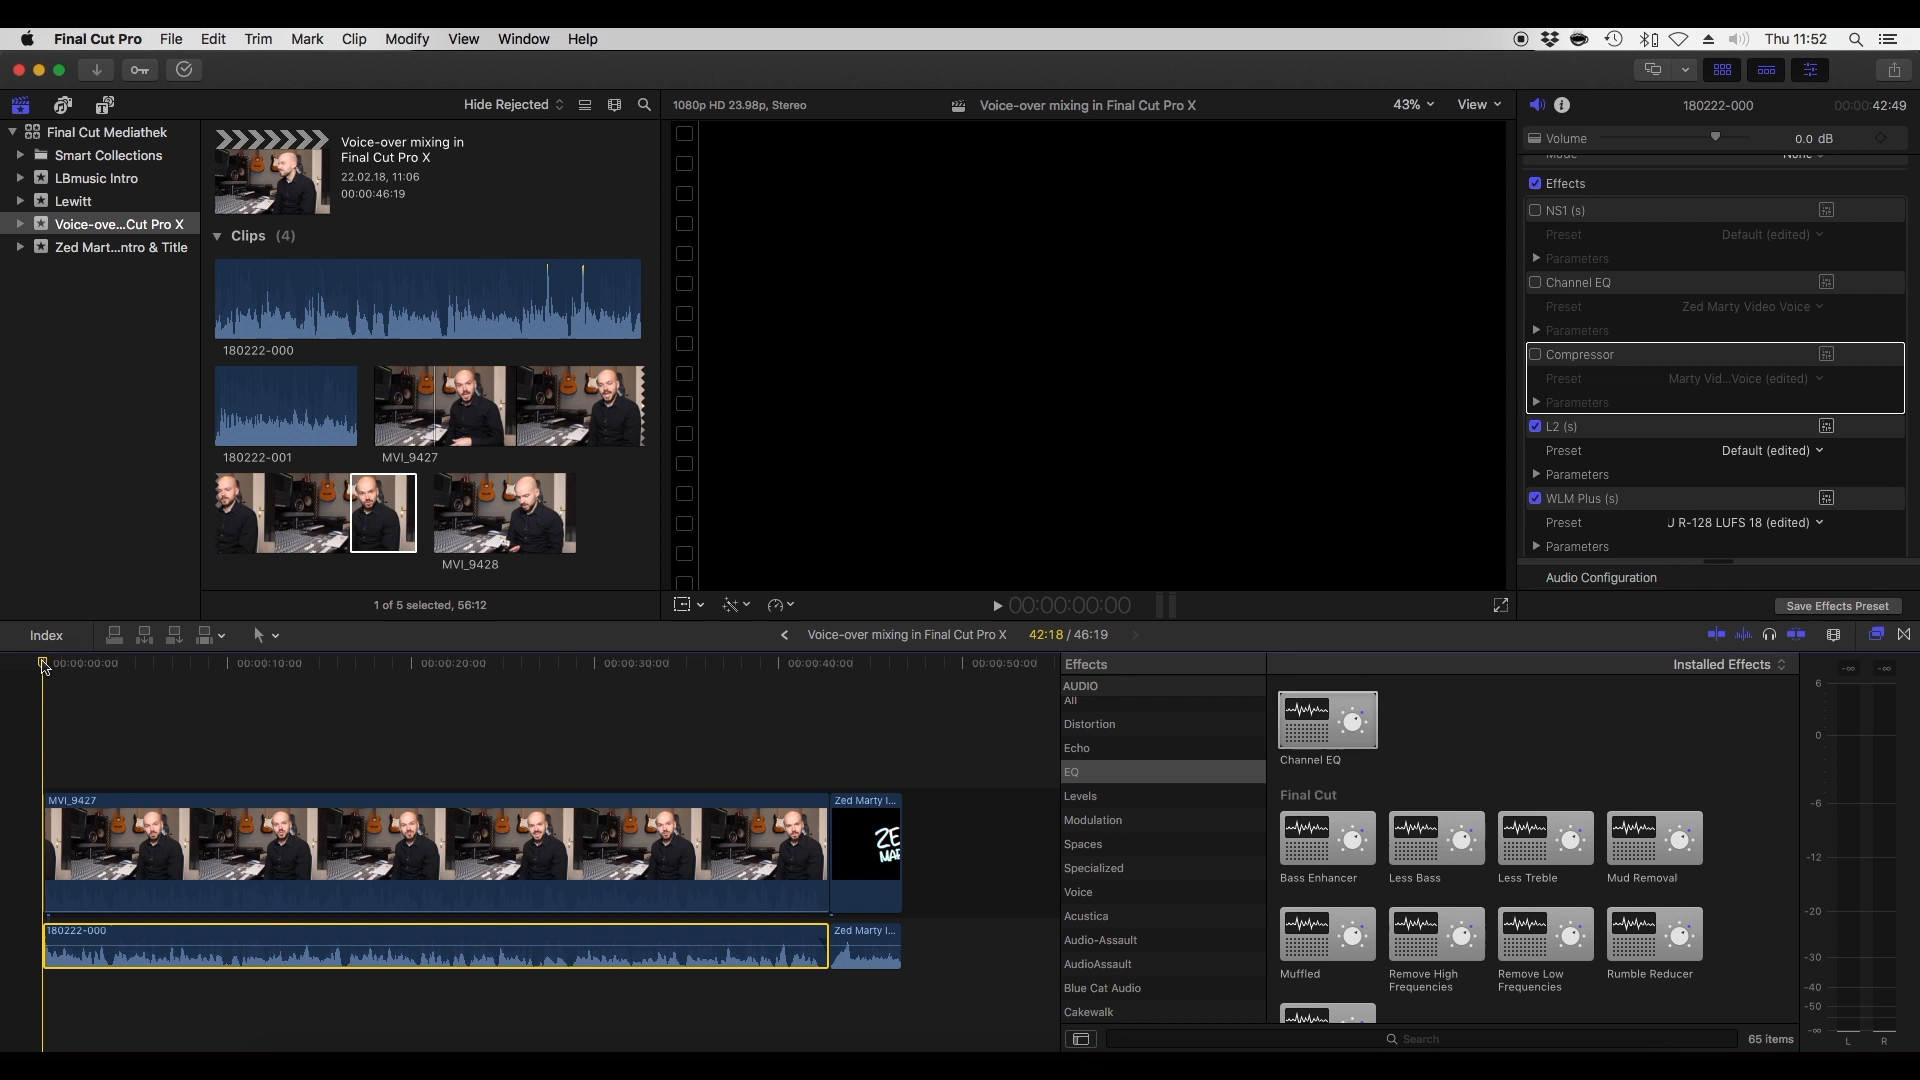 Final Cut Pro File Edit Trim Mark Clip Modify View Window Help
Thu 11:52
Hide Rejected
1080p HD 23.98p, Stereo
Voice-over mixing in Final Cut Pro X
43%
View
180222-000
00:00:42:49
Final Cut Mediathek
Smart Collections
LBmusic Intro
Lewitt
Voice-ove...Cut Pro X
Zed Mart...ntro & Title
Voice-over mixing in
Final Cut Pro X
22.02.18, 11:06
00:00:46:19
Clips (4)
180222-000
180222-001
MVI_9427
MVI_9428
1 of 5 selected, 56:12
00:00:00:00
Volume
0.0 dB
Mode
None
Effects
NS1 (s)
Preset
Default (edited)
Parameters
Channel EQ
Preset
Zed Marty Video Voice
Parameters
Compressor
Preset
Marty Vid...Voice (edited)
Parameters
L2 (s)
Preset
Default (edited)
Parameters
WLM Plus (s)
Preset
U R-128 LUFS 18 (edited)
Parameters
Audio Configuration
Save Effects Preset
Index
Voice-over mixing in Final Cut Pro X
42:18 / 46:19
00:00:00:00
00:00:10:00
00:00:20:00
00:00:30:00
00:00:40:00
00:00:50:00
MVI_9427
Zed Marty I...
ZE
MAR
180222-000
Zed Marty I...
Effects
Installed Effects
AUDIO
All
Distortion
Echo
EQ
Levels
Modulation
Spaces
Specialized
Voice
Acustica
Audio-Assault
AudioAssault
Blue Cat Audio
Cakewalk
Channel EQ
Final Cut
Bass Enhancer
Less Bass
Less Treble
Mud Removal
Muffled
Remove High
Frequencies
Remove Low
Frequencies
Rumble Reducer
Search
65 items
-∞ -∞
6
0
-6
-12
-20
-30
-40
-50
-∞
L R